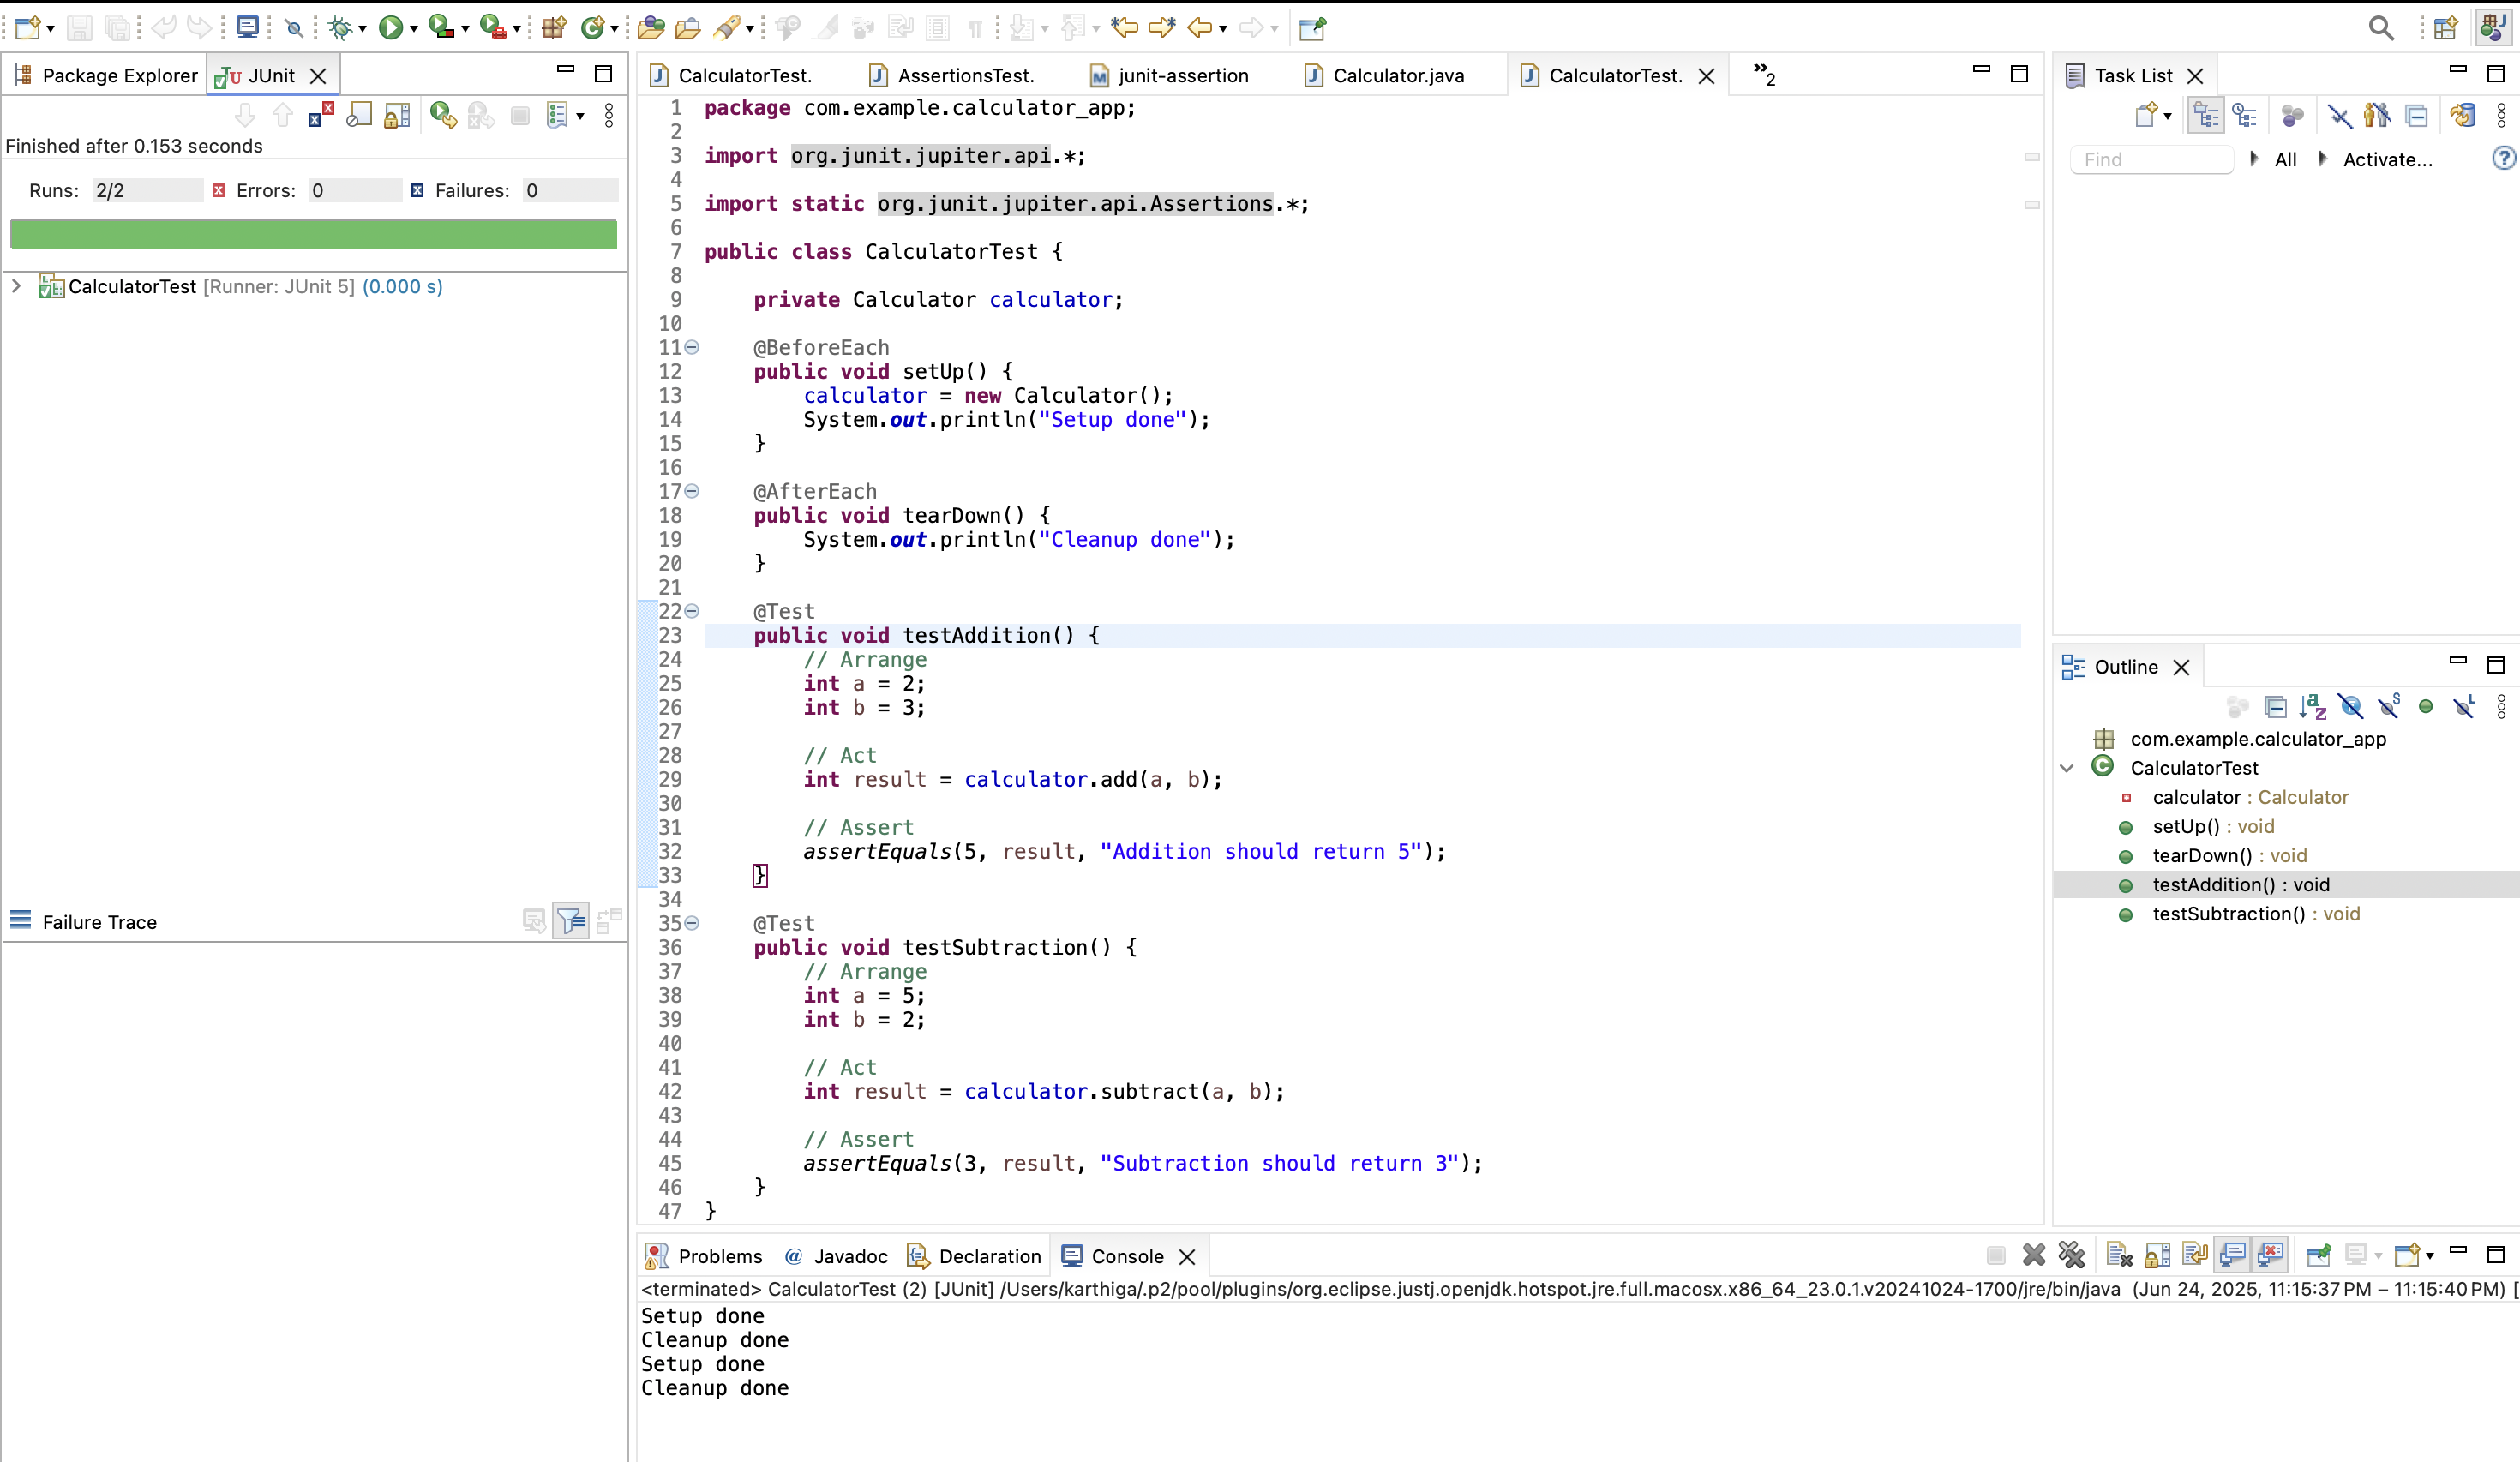 Package Explorer
JUnit
Finished after 0.153 seconds
Runs: 2/2 Errors: 0 Failures: 0
CalculatorTest [Runner: JUnit 5] (0.000 s)
Failure Trace
CalculatorTest. AssertionsTest. junit-assertion Calculator.java CalculatorTest. »2
1 package com.example.calculator_app;
2
3 import org.junit.jupiter.api.*;
4
5 import static org.junit.jupiter.api.Assertions.*;
6
7 public class CalculatorTest {
8
9     private Calculator calculator;
10
11     @BeforeEach
12     public void setUp() {
13         calculator = new Calculator();
14         System.out.println("Setup done");
15     }
16
17     @AfterEach
18     public void tearDown() {
19         System.out.println("Cleanup done");
20     }
21
22     @Test
23     public void testAddition() {
24         // Arrange
25         int a = 2;
26         int b = 3;
27
28         // Act
29         int result = calculator.add(a, b);
30
31         // Assert
32         assertEquals(5, result, "Addition should return 5");
33     }
34
35     @Test
36     public void testSubtraction() {
37         // Arrange
38         int a = 5;
39         int b = 2;
40
41         // Act
42         int result = calculator.subtract(a, b);
43
44         // Assert
45         assertEquals(3, result, "Subtraction should return 3");
46     }
47 }
Problems @ Javadoc Declaration Console
<terminated> CalculatorTest (2) [JUnit] /Users/karthiga/.p2/pool/plugins/org.eclipse.justj.openjdk.hotspot.jre.full.macosx.x86_64_23.0.1.v20241024-1700/jre/bin/java (Jun 24, 2025, 11:15:37 PM – 11:15:40 PM) [
Setup done
Cleanup done
Setup done
Cleanup done
Task List
Find All Activate...
Outline
com.example.calculator_app
CalculatorTest
calculator : Calculator
setUp() : void
tearDown() : void
testAddition() : void
testSubtraction() : void